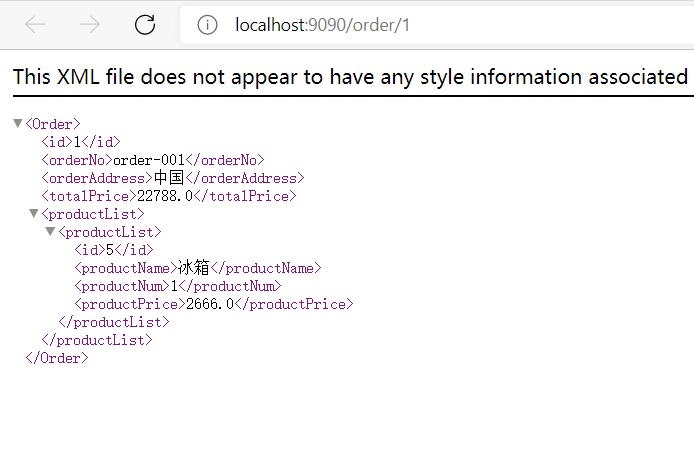 localhost:9090/order/1
This XML file does not appear to have any style information associated
<Order>
<id>1</id>
<orderNo>order-001</orderNo>
<orderAddress>中国</orderAddress>
<totalPrice>22788.0</totalPrice>
<productList>
<productList>
<id>5</id>
<productName>冰箱</productName>
<productNum>1</productNum>
<productPrice>2666.0</productPrice>
</productList>
</productList>
</Order>